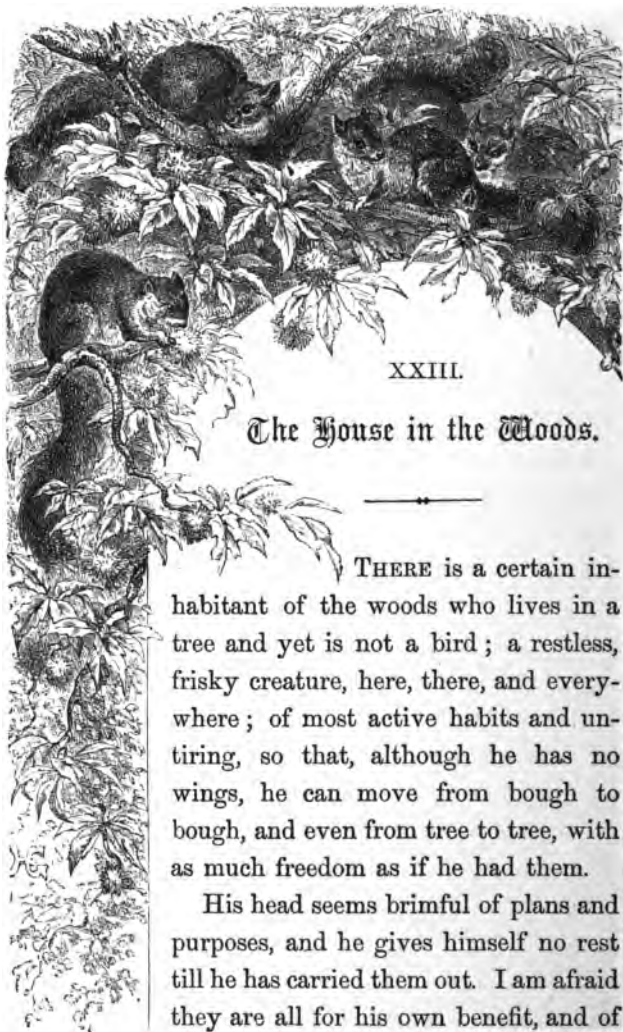 XXIII.
The House in the Woods.
THERE is a certain in-
habitant of the woods who lives in a
tree and yet is not a bird ; a restless,
frisky creature, here, there, and every-
where ; of most active habits and un-
tiring, so that, although he has no
wings, he can move from bough to
bough, and even from tree to tree, with
as much freedom as if he had them.
His head seems brimful of plans and
purposes, and he gives himself no rest
till he has carried them out. I am afraid
they are all for his own benefit, and of